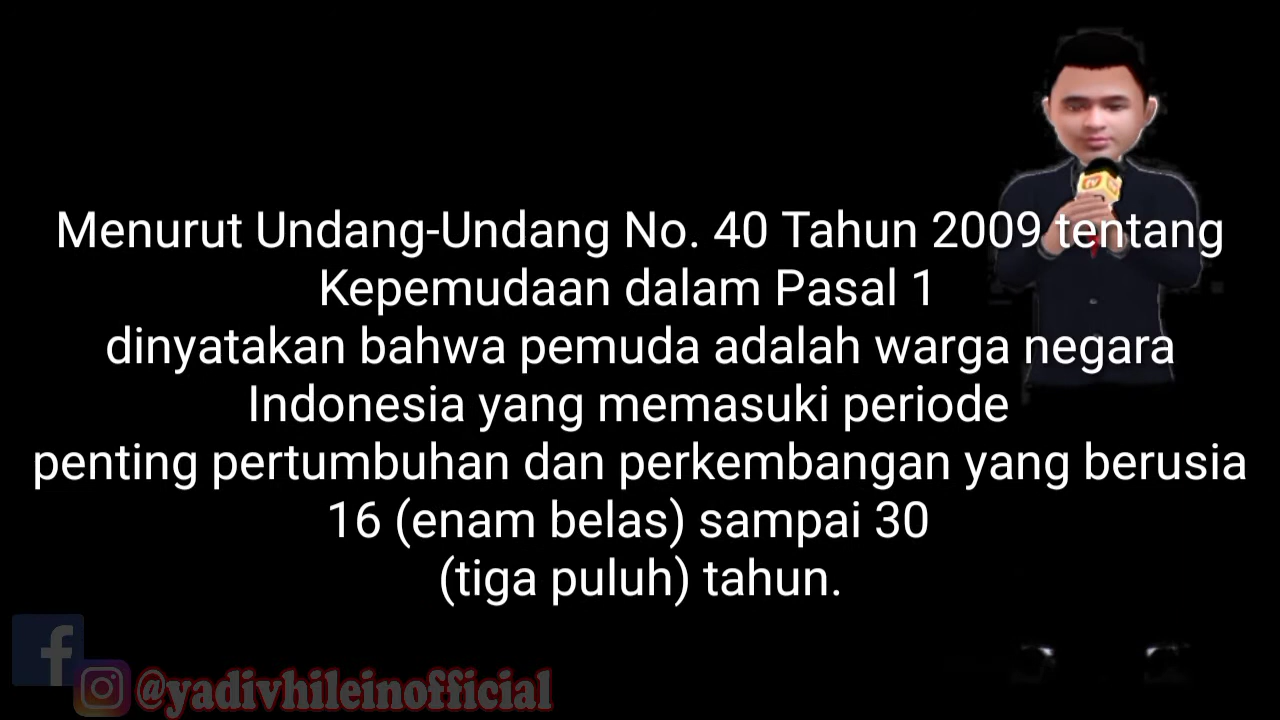 Menurut Undang-Undang No. 40 Tahun 2009 tentang
Kepemudaan dalam Pasal 1
dinyatakan bahwa pemuda adalah warga negara
Indonesia yang memasuki periode
penting pertumbuhan dan perkembangan yang berusia
16 (enam belas) sampai 30
(tiga puluh) tahun.
@yadivhileinofficial